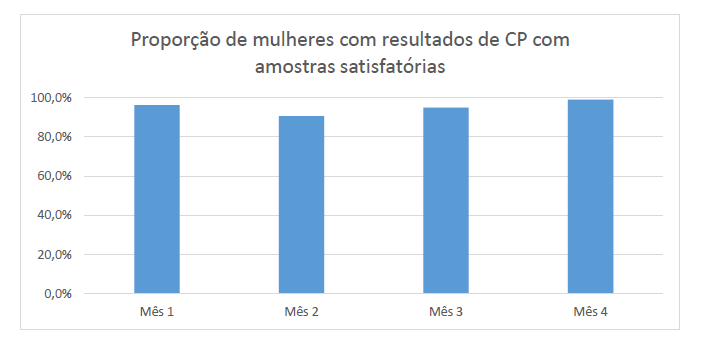 Proporção de mulheres com resultados de CP com
amostras satisfatórias
100,0%
80,0%
60,0%
40,0%
20,0%
0,0%
Mês 1 Mês 2 Mês 3 Mês 4